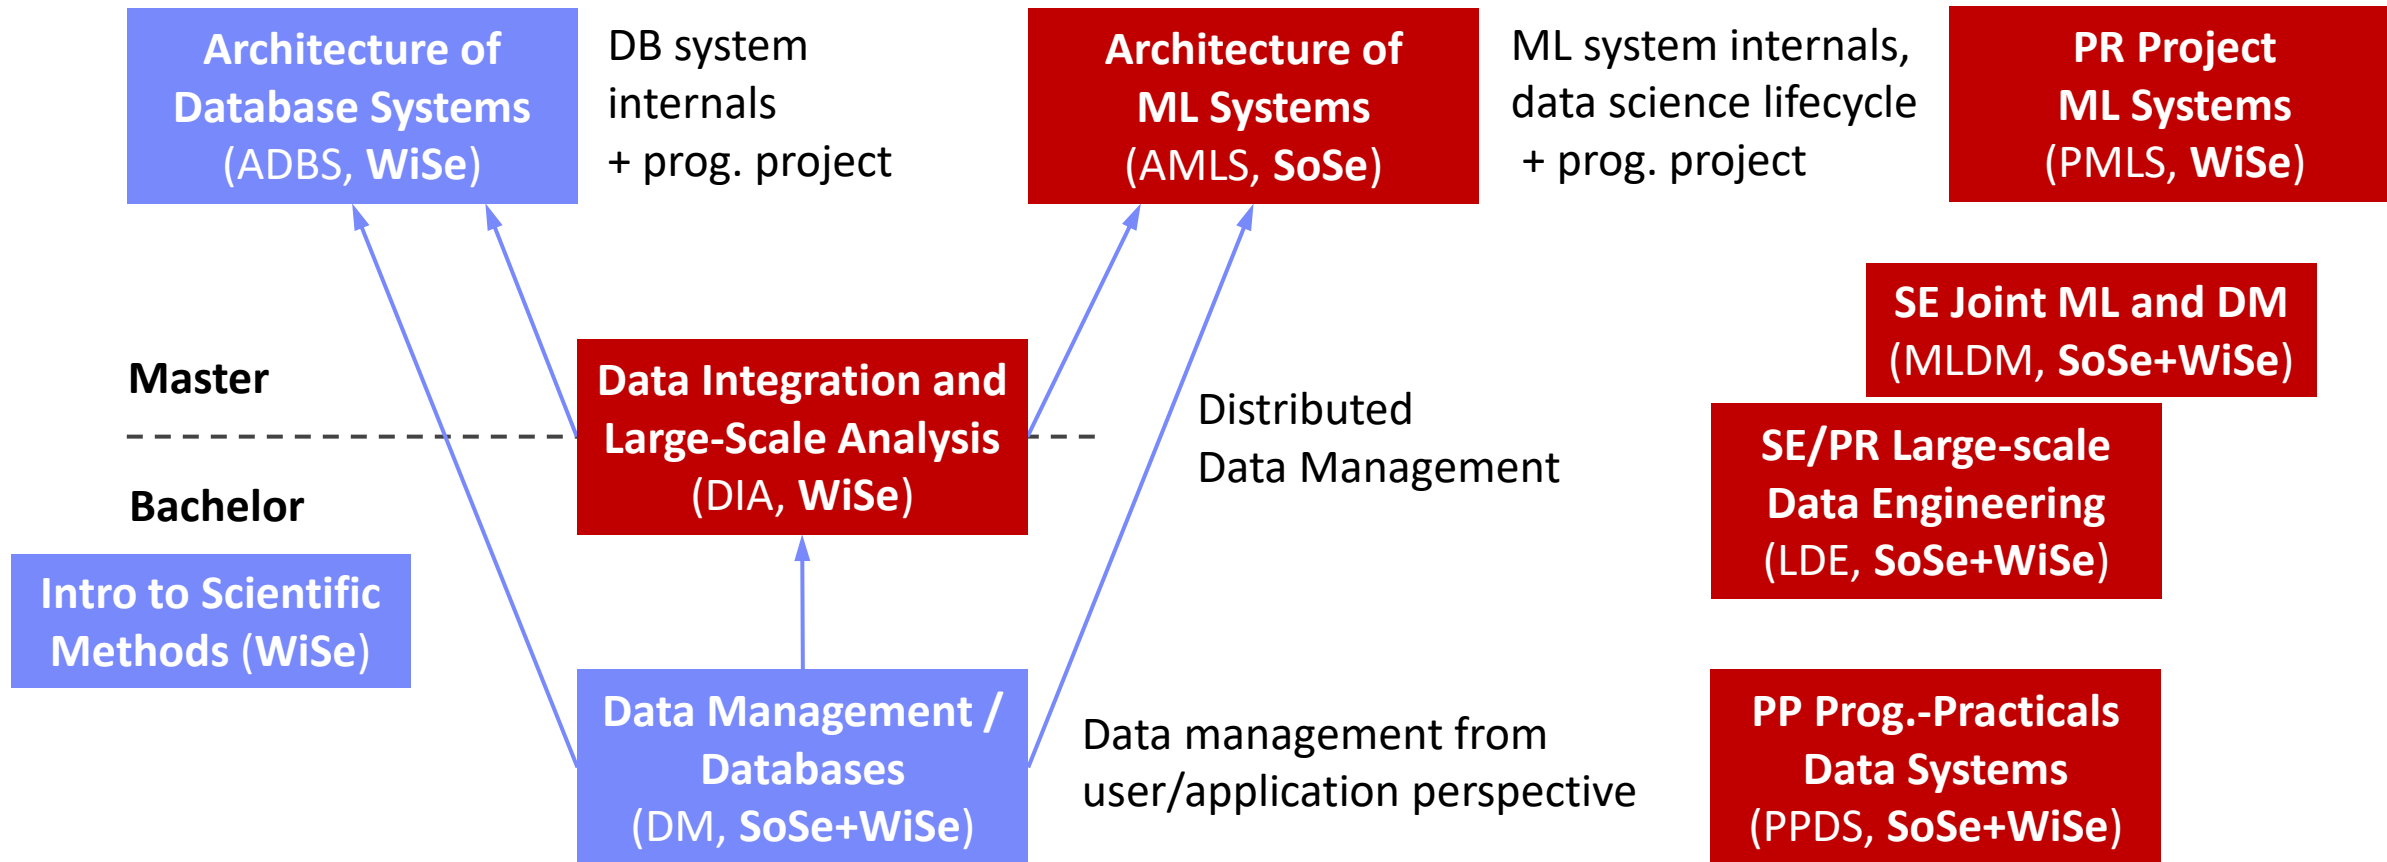 Architecture of
Database Systems
(ADBS, WiSe)
DB system
internals
+ prog. project
Architecture of
ML Systems
(AMLS, SoSe)
ML system internals,
data science lifecycle
+ prog. project
PR Project
ML Systems
(PMLS, WiSe)
SE Joint ML and DM
(MLDM, SoSe+WiSe)
Master
Data Integration and
Large-Scale Analysis
(DIA, WiSe)
Distributed
Data Management
SE/PR Large-scale
Data Engineering
(LDE, SoSe+WiSe)
Bachelor
Intro to Scientific
Methods (WiSe)
Data Management /
Databases
(DM, SoSe+WiSe)
Data management from
user/application perspective
PP Prog.-Practicals
Data Systems
(PPDS, SoSe+WiSe)